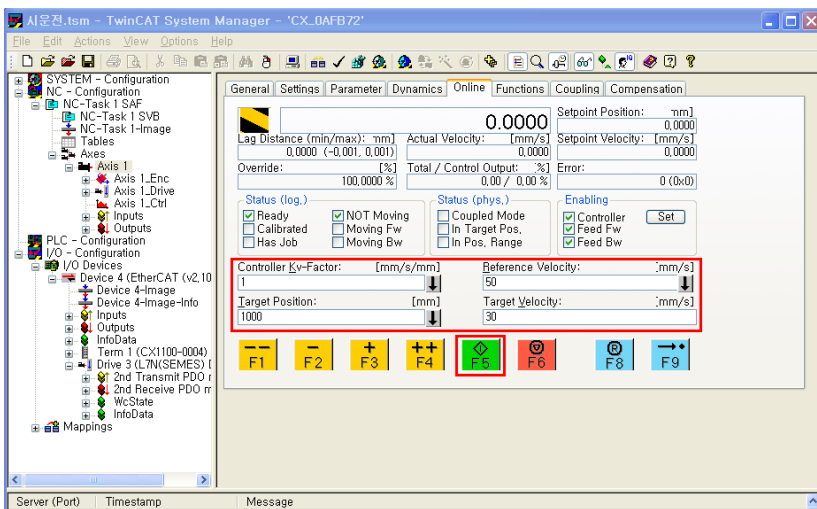 시운전.tsm - TwinCAT System Manager - 'CX_0AFB72'
File Edit Actions View Options Help
SYSTEM - Configuration
NC - Configuration
NC-Task 1 SAF
NC-Task 1 SVB
NC-Task 1-Image
Tables
Axes
Axis 1
Axis 1_Enc
Axis 1_Drive
Axis 1_Ctrl
Inputs
Outputs
PLC - Configuration
I/O - Configuration
I/O Devices
Device 4 (EtherCAT (v2,10
Device 4-Image
Device 4-Image-Info
Inputs
Outputs
InfoData
Term 1 (CX1100-0004)
Drive 3 (L7N(SEMES) [
2nd Transmit PDO r
2nd Receive PDO m
WcState
InfoData
Mappings
General Settings Parameter Dynamics Online Functions Coupling Compensation
0.0000
Setpoint Position: mm]
0,0000
Lag Distance (min/max): mm] Actual Velocity: [mm/s] Setpoint Velocity: [mm/s]
0,0000 (-0,001, 0,001) 0,0000 0,0000
Override: [%] Total / Control Output: %] Error:
100,0000 % 0,00 / 0,00 % 0 (0x0)
Status (log,) Status (phys,) Enabling
Ready NOT Moving Coupled Mode Controller Set
Calibrated Moving Fw In Target Pos, Feed Fw
Has Job Moving Bw In Pos, Range Feed Bw
Controller Kv-Factor: [mm/s/mm] Reference Velocity: [mm/s]
1 50
Target Position: [mm] Target Velocity: [mm/s]
1000 30
-- - + ++ R
F1 F2 F3 F4 F5 F6 F8 F9
Server (Port) Timestamp Message